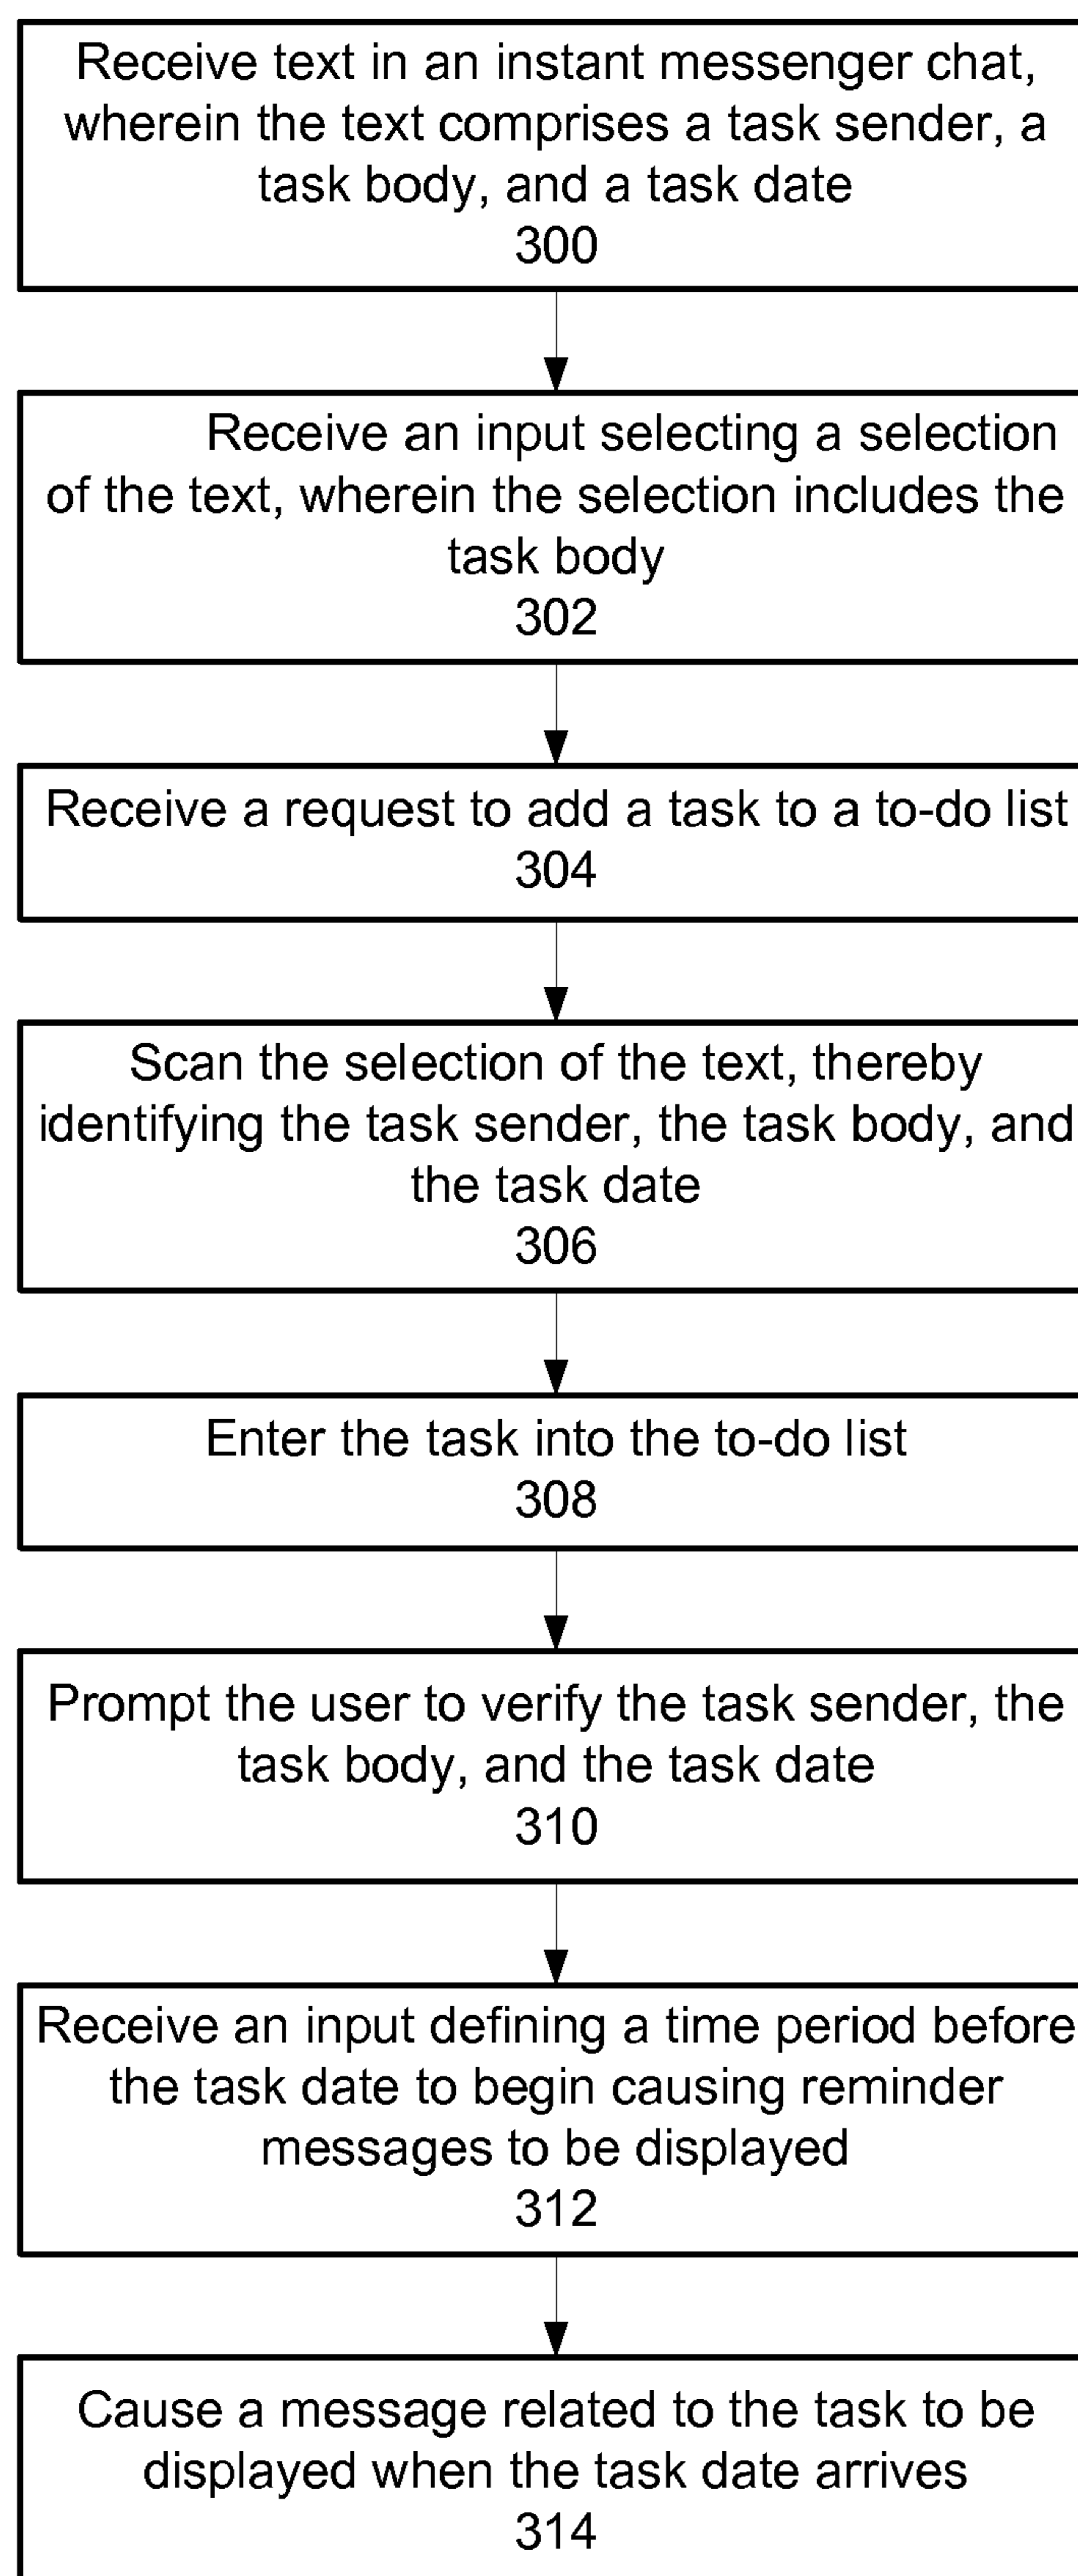 Receive text in an instant messenger chat,
wherein the text comprises a task sender, a
task body, and a task date
300
Receive an input selecting a selection
of the text, wherein the selection includes the
task body
302
Receive a request to add a task to a to-do list
304
Scan the selection of the text, thereby
identifying the task sender, the task body, and
the task date
306
Enter the task into the to-do list
308
Prompt the user to verify the task sender, the
task body, and the task date
310
Receive an input defining a time period before
the task date to begin causing reminder
messages to be displayed
312
Cause a message related to the task to be
displayed when the task date arrives
314